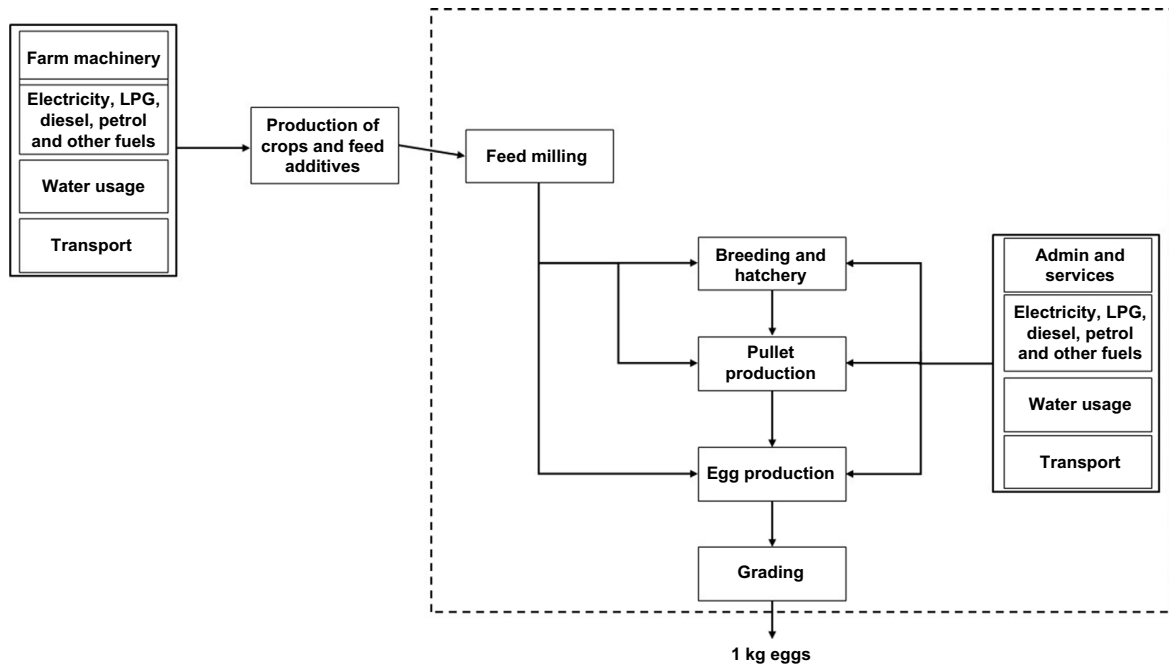 Farm machinery
Electricity, LPG,
diesel, petrol
and other fuels
Water usage
Transport
Production of
crops and feed
additives
Feed milling
Breeding and
hatchery
Pullet
production
Egg production
Grading
1 kg eggs
Admin and
services
Electricity, LPG,
diesel, petrol
and other fuels
Water usage
Transport